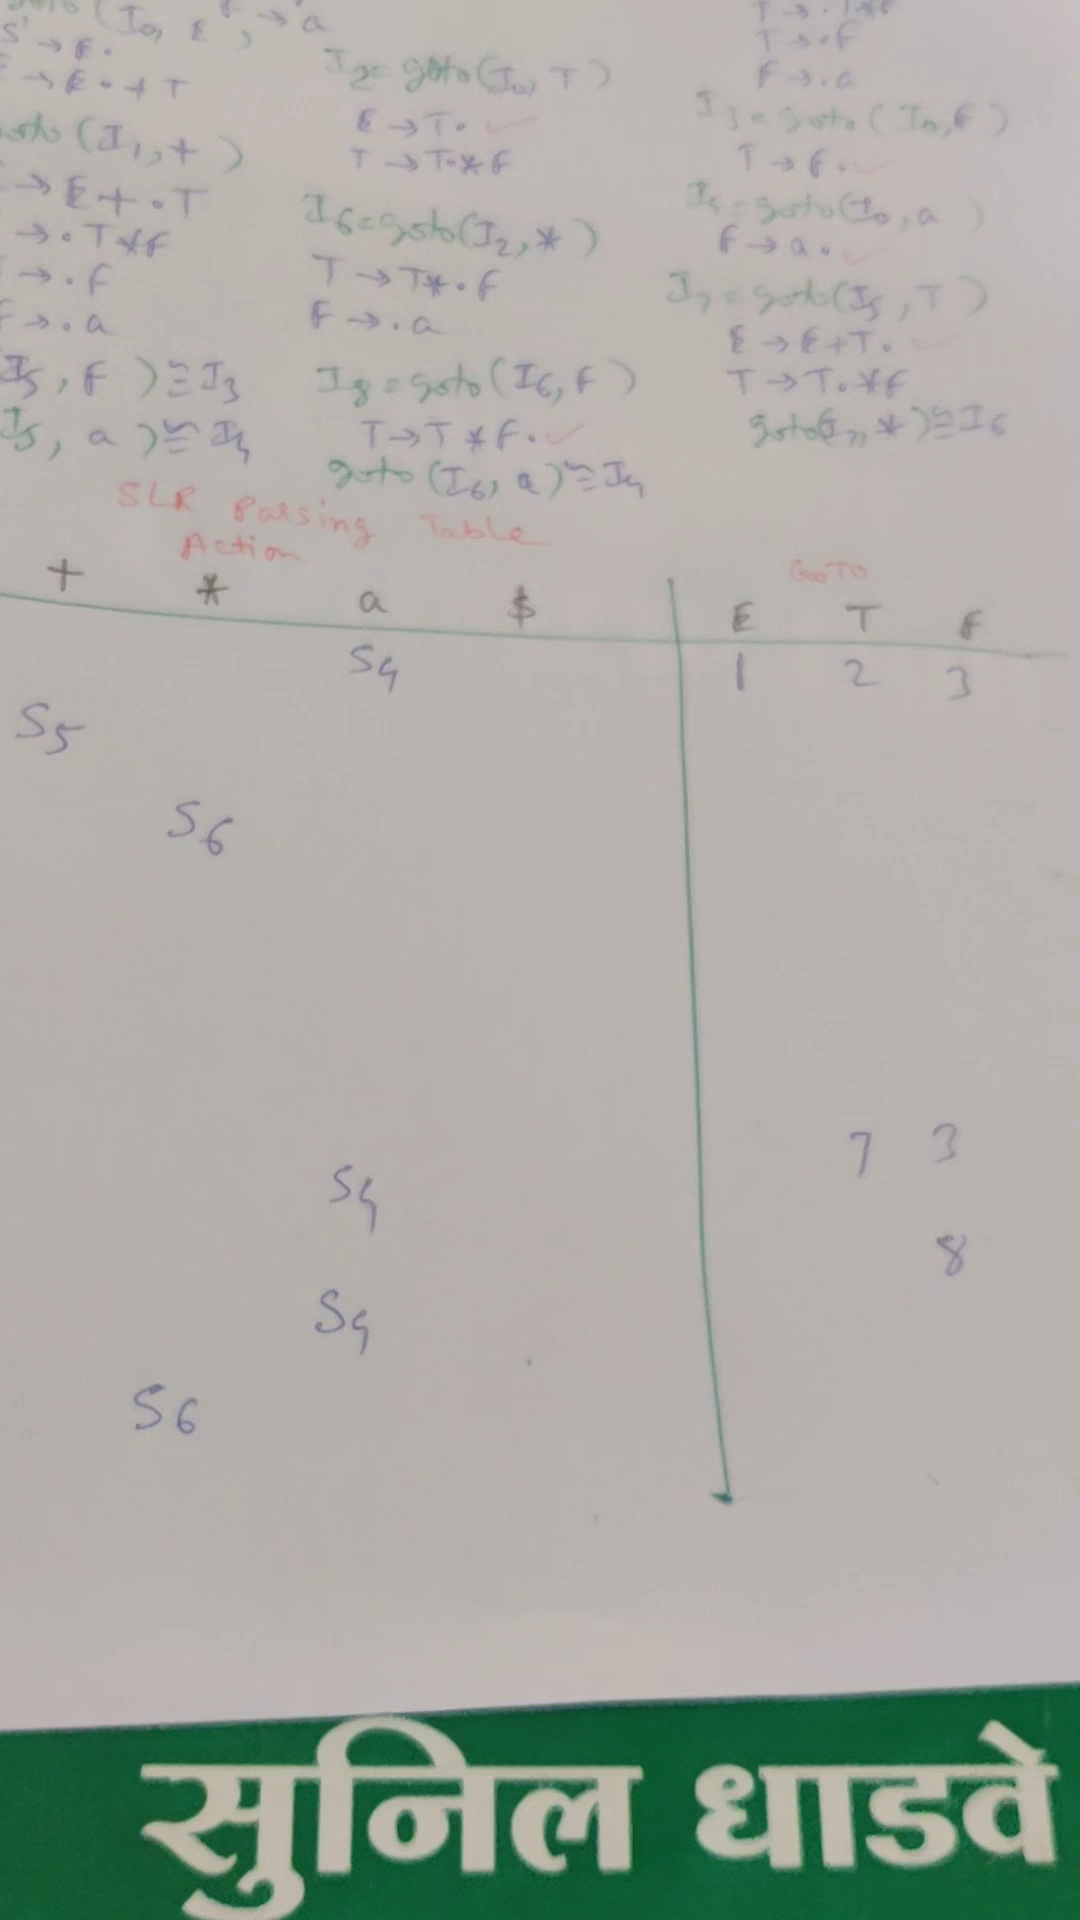 (I0, E
S' → E.
→ E.+T
goto (I1,+)
→ E+.T
→.T*F
→.F
F→.a
I5, F ) ≅ I3
I5, a ) ≅ I4
→ a
I2= goto(I0, T)
E → T.
T → T.*F
I6=goto(I2,*)
T → T*.F
F →.a
I8 = goto(I6,F)
T→T*F.
goto (I6, a) ≅ I4
T → .T*F
T → .F
F →.a
I3 = goto(I0,F)
T → F.
I4 = goto(I0,a)
F → a.
I7 = goto(I5,T)
E → E+T.
T → T.*F
goto(I7,*) ≅ I6
SLR Parsing Table
Action GOTO
+ * a $ E T F
S4 1 2 3
S5
S6
S4 7 3
S4 8
S6
सुनिल धाडवे